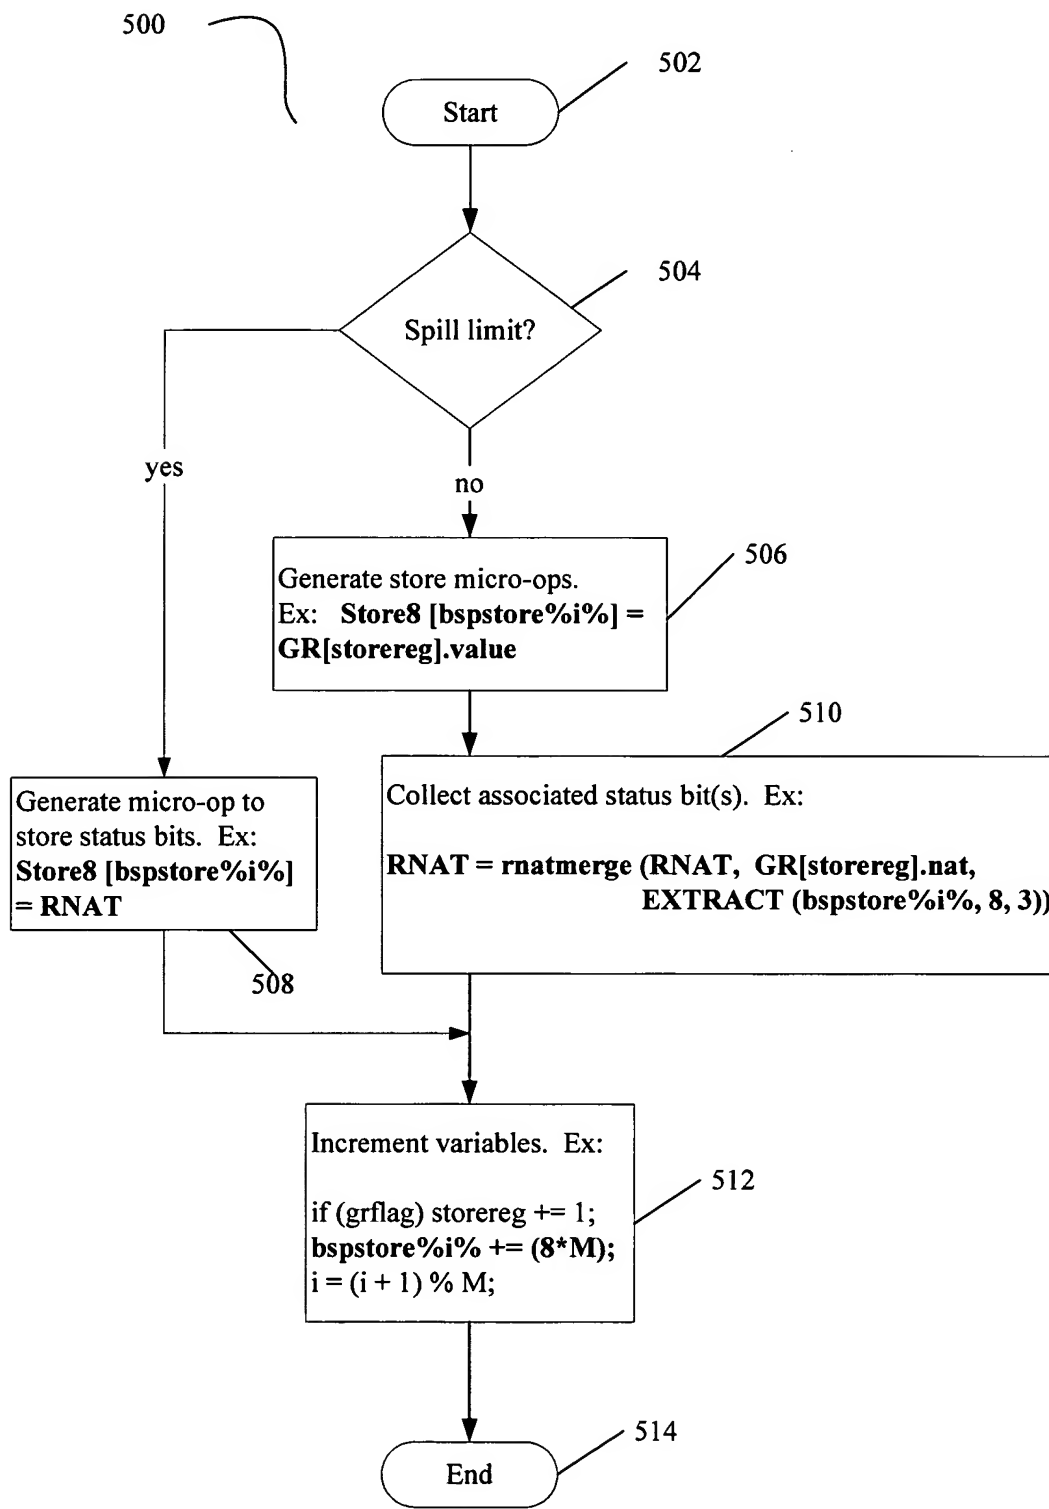 500
502
Start
504
Spill limit?
yes
no
506
Generate store micro-ops.
Ex: Store8 [bspstore%i%] =
GR[storereg].value
510
Generate micro-op to
store status bits. Ex:
Store8 [bspstore%i%]
= RNAT
508
Collect associated status bit(s). Ex:
RNAT = rnatmerge (RNAT, GR[storereg].nat,
EXTRACT (bspstore%i%, 8, 3))
Increment variables. Ex:
512
if (grflag) storereg += 1;
bspstore%i% += (8*M);
i = (i + 1) % M;
514
End